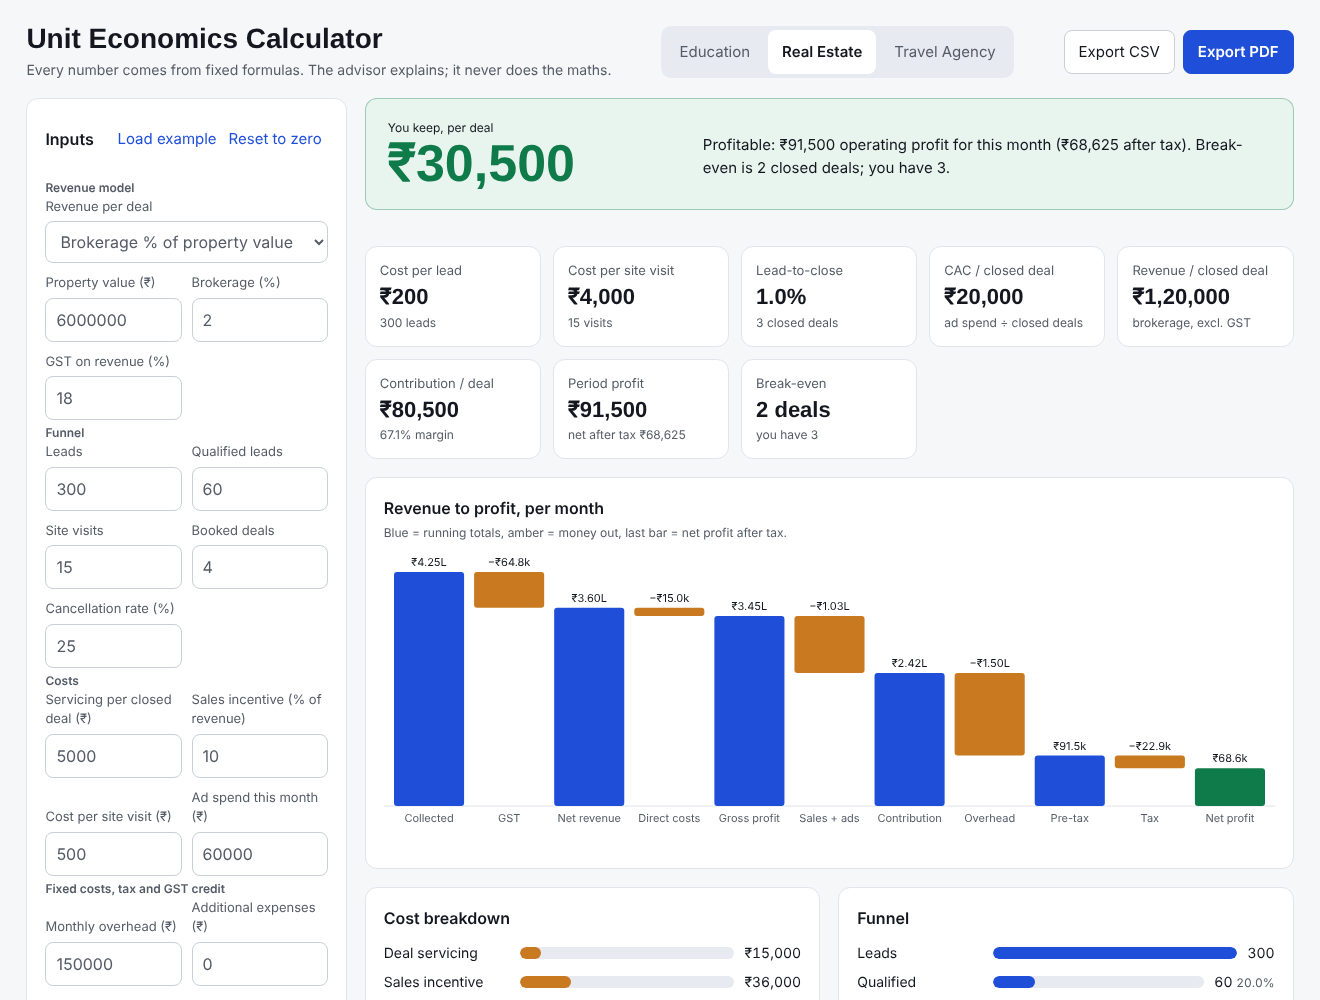 Unit Economics Calculator
Every number comes from fixed formulas. The advisor explains; it never does the maths.
Education
Real Estate
Travel Agency
Export CSV
Export PDF
Inputs
Load example
Reset to zero
Revenue model
Revenue per deal
Brokerage % of property value
Property value (₹)
Brokerage (%)
6000000
2
GST on revenue (%)
18
Funnel
Leads
Qualified leads
300
60
Site visits
Booked deals
15
4
Cancellation rate (%)
25
Costs
Servicing per closed deal (₹)
Sales incentive (% of revenue)
5000
10
Cost per site visit (₹)
Ad spend this month (₹)
500
60000
Fixed costs, tax and GST credit
Monthly overhead (₹)
Additional expenses (₹)
150000
0
You keep, per deal
₹30,500
Profitable: ₹91,500 operating profit for this month (₹68,625 after tax). Break-
even is 2 closed deals; you have 3.
Cost per lead
₹200
300 leads
Cost per site visit
₹4,000
15 visits
Lead-to-close
1.0%
3 closed deals
CAC / closed deal
₹20,000
ad spend ÷ closed deals
Revenue / closed deal
₹1,20,000
brokerage, excl. GST
Contribution / deal
₹80,500
67.1% margin
Period profit
₹91,500
net after tax ₹68,625
Break-even
2 deals
you have 3
Revenue to profit, per month
Blue = running totals, amber = money out, last bar = net profit after tax.
₹4.25L
−₹64.8k
₹3.60L
−₹15.0k
₹3.45L
−₹1.03L
₹2.42L
−₹1.50L
₹91.5k
−₹22.9k
₹68.6k
Collected
GST
Net revenue
Direct costs
Gross profit
Sales + ads
Contribution
Overhead
Pre-tax
Tax
Net profit
Cost breakdown
Deal servicing
₹15,000
Sales incentive
₹36,000
Funnel
Leads
300
Qualified
60 20.0%